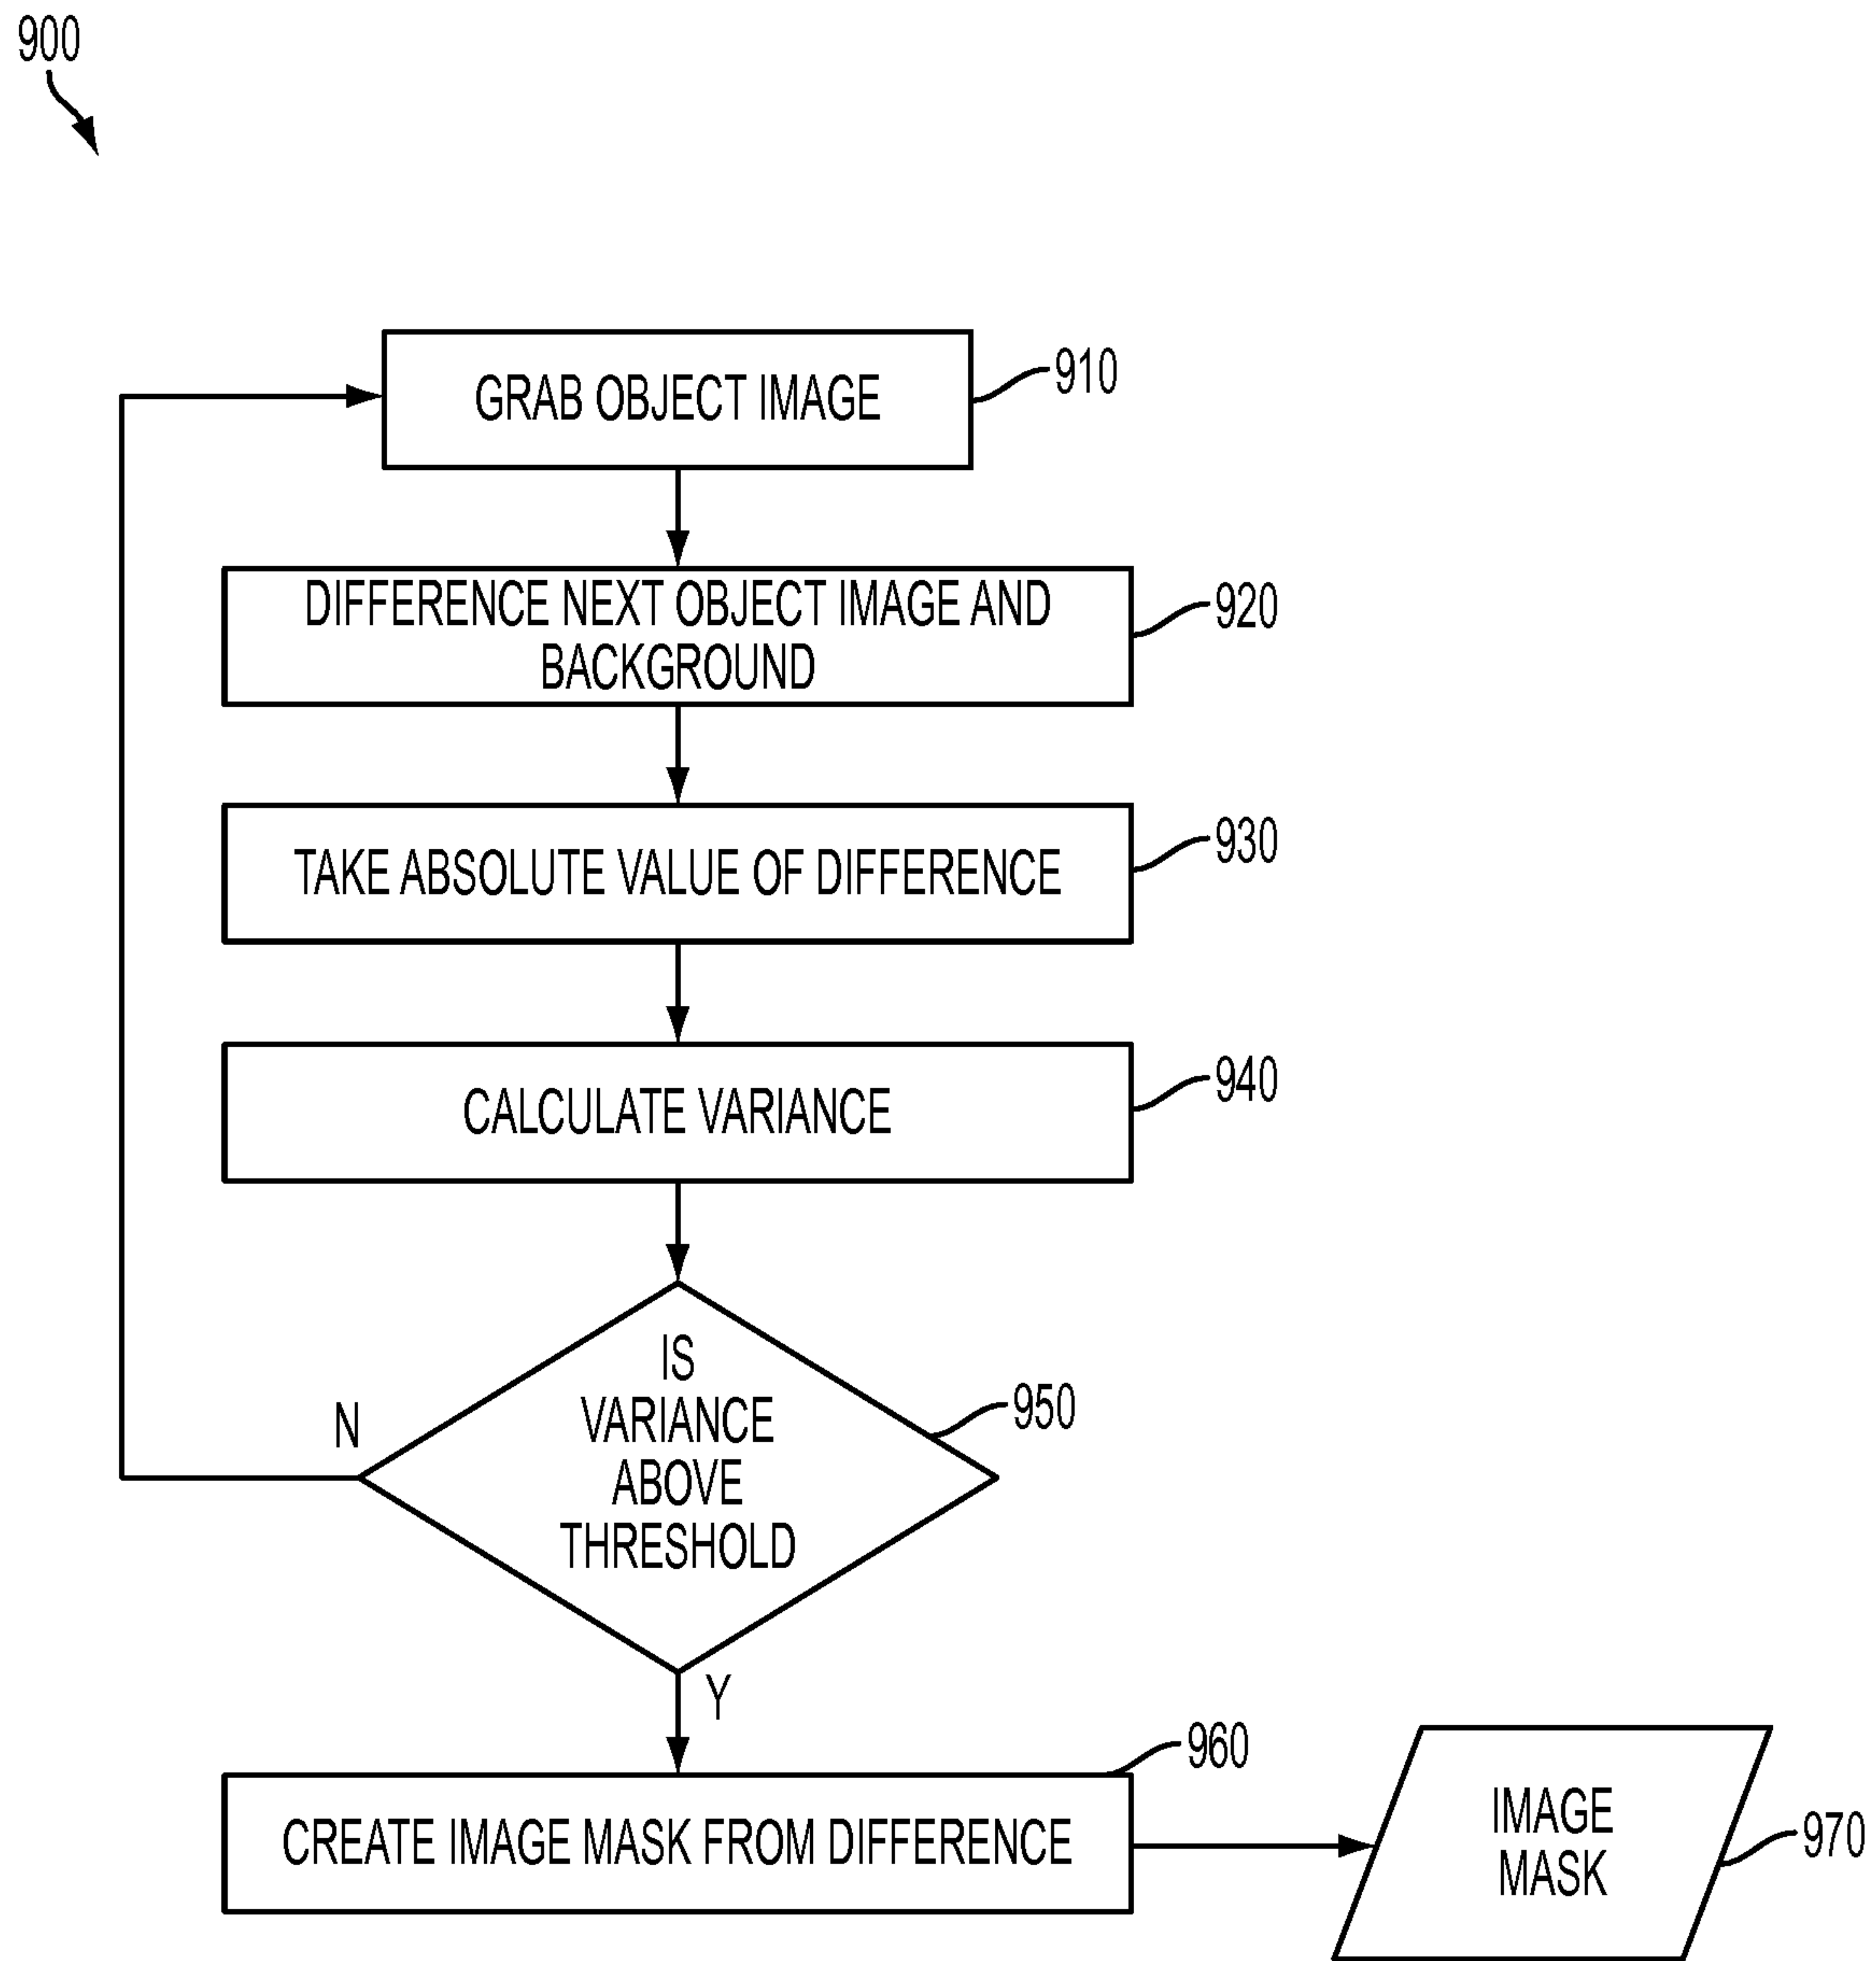 900
GRAB OBJECT IMAGE
910
DIFFERENCE NEXT OBJECT IMAGE AND
BACKGROUND
920
TAKE ABSOLUTE VALUE OF DIFFERENCE
930
CALCULATE VARIANCE
940
IS
VARIANCE
ABOVE
THRESHOLD
950
N
Y
CREATE IMAGE MASK FROM DIFFERENCE
960
IMAGE
MASK
970